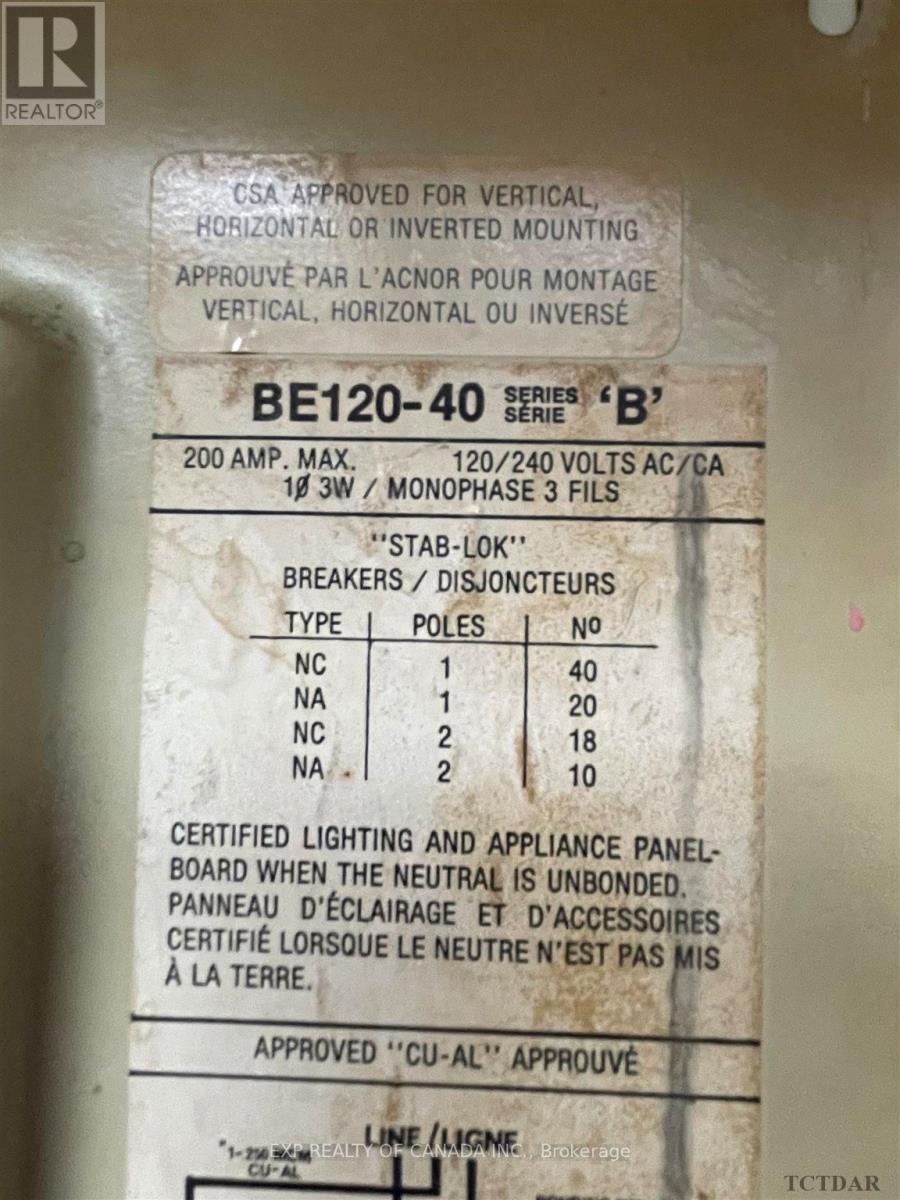 REALTOR®
CSA APPROVED FOR VERTICAL,
HORIZONTAL OR INVERTED MOUNTING
APPROUVÉ PAR L'ACNOR POUR MONTAGE
VERTICAL, HORIZONTAL OU INVERSÉ
BE120-40 SERIES SÉRIE 'B'
200 AMP. MAX. 120/240 VOLTS AC/CA
1Ø 3W / MONOPHASE 3 FILS
"STAB-LOK"
BREAKERS / DISJONCTEURS
TYPE POLES Nº
NC 1 40
NA 1 20
NC 2 18
NA 2 10
CERTIFIED LIGHTING AND APPLIANCE PANEL-
BOARD WHEN THE NEUTRAL IS UNBONDED.
PANNEAU D'ÉCLAIRAGE ET D'ACCESSOIRES
CERTIFIÉ LORSQUE LE NEUTRE N'EST PAS MIS
À LA TERRE.
APPROVED "CU-AL" APPROUVÉ
LINE/LIGNE
EXP REALTY OF CANADA INC., Brokerage
CU-AL
TCTDAR